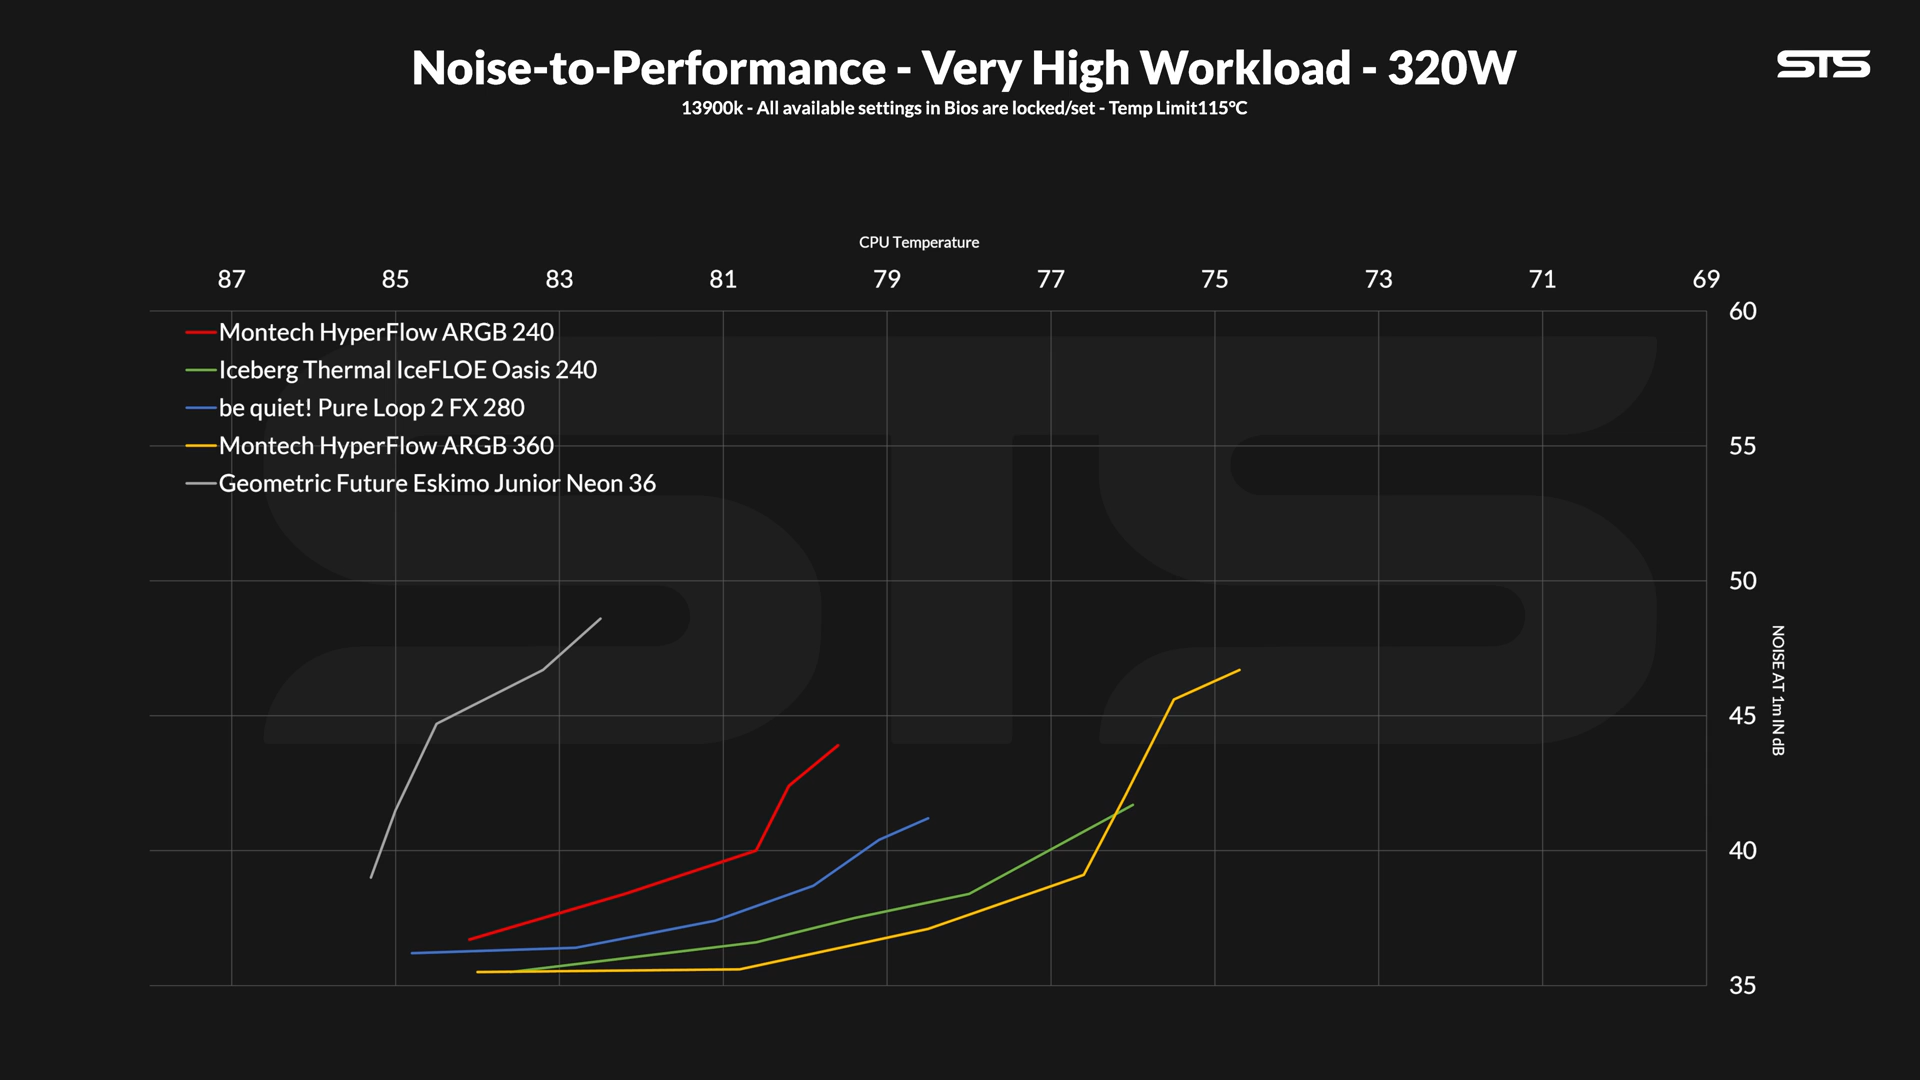 Noise-to-Performance - Very High Workload - 320W
STS
13900k - All available settings in Bios are locked/set - Temp Limit115°C
CPU Temperature
87 85 83 81 79 77 75 73 71 69
60
Montech HyperFlow ARGB 240
Iceberg Thermal IceFLOE Oasis 240
be quiet! Pure Loop 2 FX 280
Montech HyperFlow ARGB 360
55
Geometric Future Eskimo Junior Neon 36
50
45
40
35
NOISE AT 1m IN dB
STS